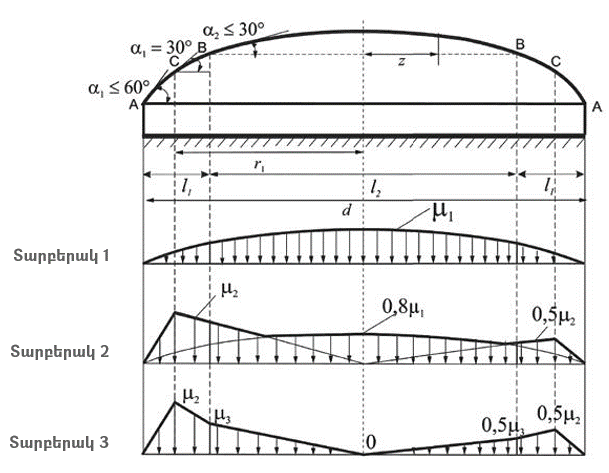 α₂ ≤ 30°
α₁ = 30°
B
B
C
z
C
α₁ ≤ 60°
A
A
r₁
l₁
l₂
l₁
d
Տարբերակ 1
μ₁
Տարբերակ 2
μ₂
0,8μ₁
0,5μ₂
Տարբերակ 3
μ₂
μ₃
0
0,5μ₃
0,5μ₂